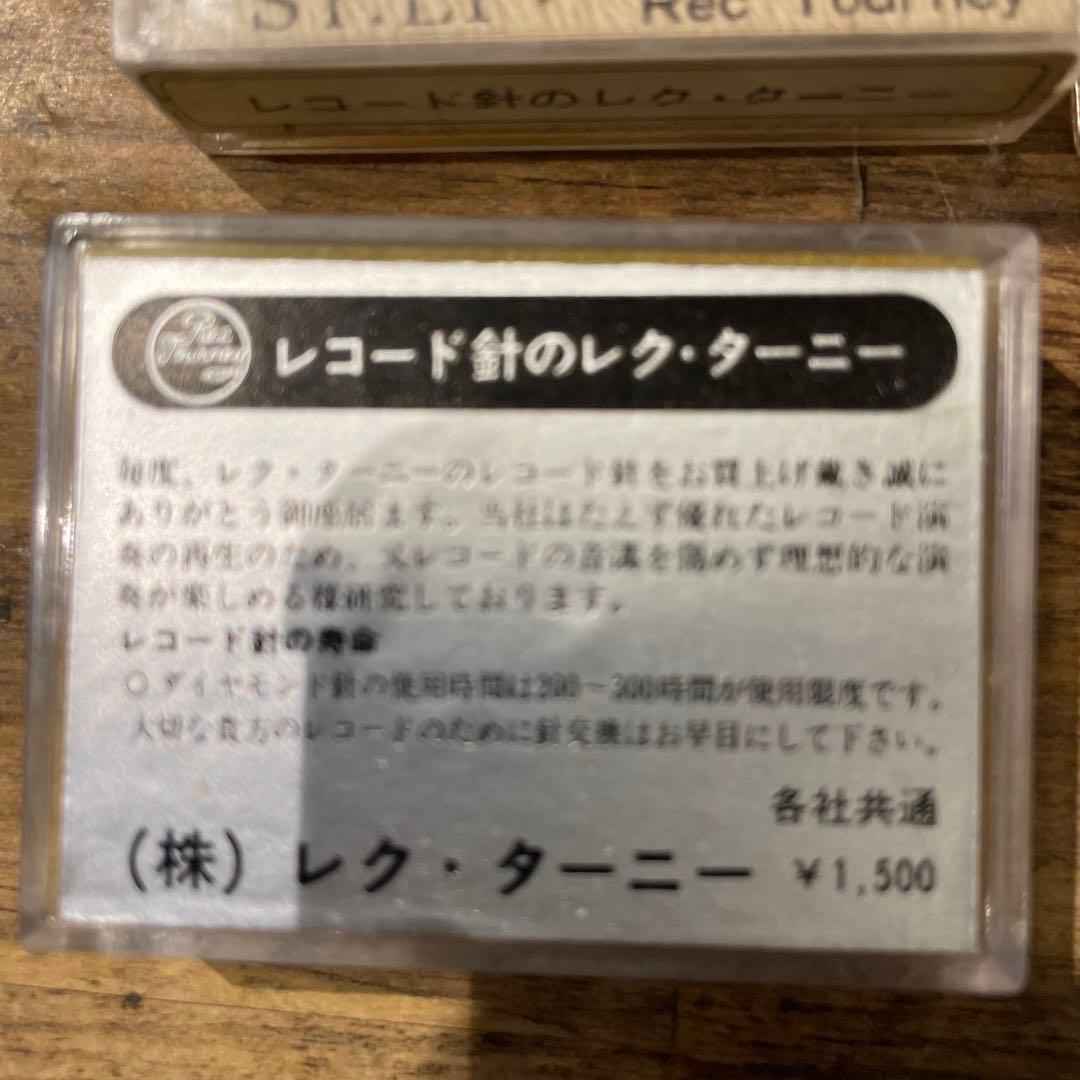 ST.LP・Rec Tourney
レコード針のレク・ターニー
Rec Tourney
レコード針のレク・ターニー
毎度、レク・ターニーのレコード針をお買上げ戴き誠に
ありがとう御座居ます。当社はたえず優れたレコード演
奏の再生のため、又レコードの音溝を傷めず理想的な演
奏が楽しめる様研究しております。
レコード針の寿命
○ダイヤモンド針の使用時間は200〜300時間が使用限度です。
大切な貴方のレコードのために針交換はお早目にして下さい。
各社共通
(株)レク・ターニー ¥1,500